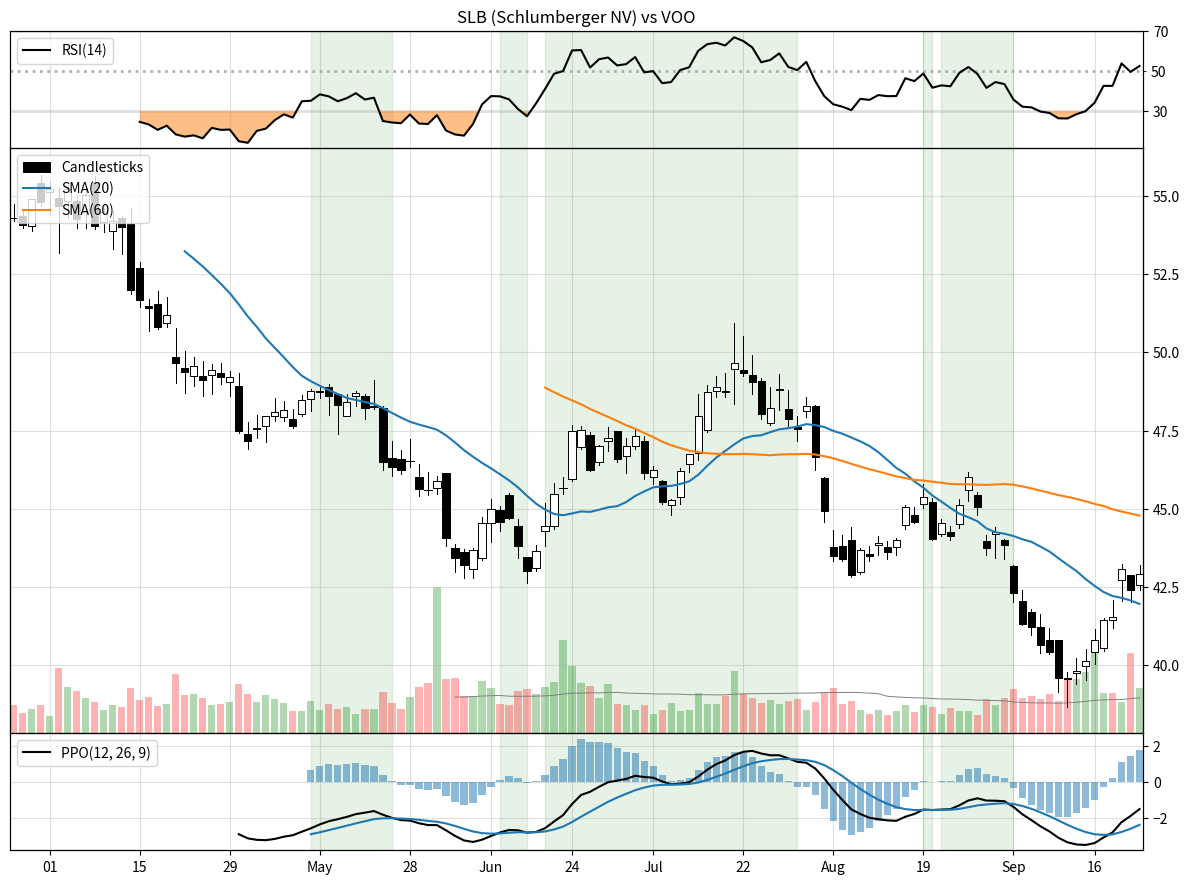 SLB (Schlumberger NV) vs VOO
RSI(14)
70
50
30
Candlesticks
SMA(20)
SMA(60)
55.0
52.5
50.0
47.5
45.0
42.5
40.0
PPO(12, 26, 9)
2
0
−2
01 15 29 May 28 Jun 24 Jul 22 Aug 19 Sep 16